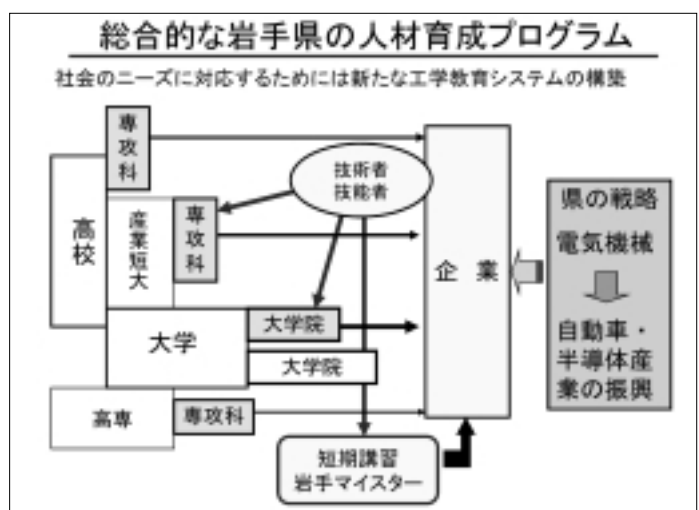 総合的な岩手県の人材育成プログラム
社会のニーズに対応するためには新たな工学教育システムの構築
専攻科
技術者
技能者
高校
産業短大
専攻科
企業
県の戦略
電気機械
自動車・
半導体産
業の振興
大学
大学院
大学院
高専
専攻科
短期講習
岩手マイスター